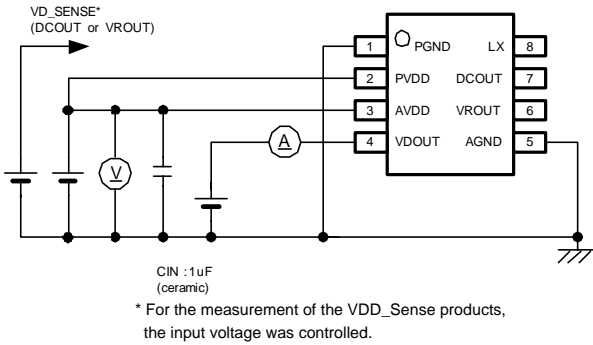 VD_SENSE*
(DCOUT or VROUT)
1 PGND LX 8
2 PVDD DCOUT 7
3 AVDD VROUT 6
4 VDOUT AGND 5
V
A
CIN :1uF
(ceramic)
* For the measurement of the VDD_Sense products,
the input voltage was controlled.